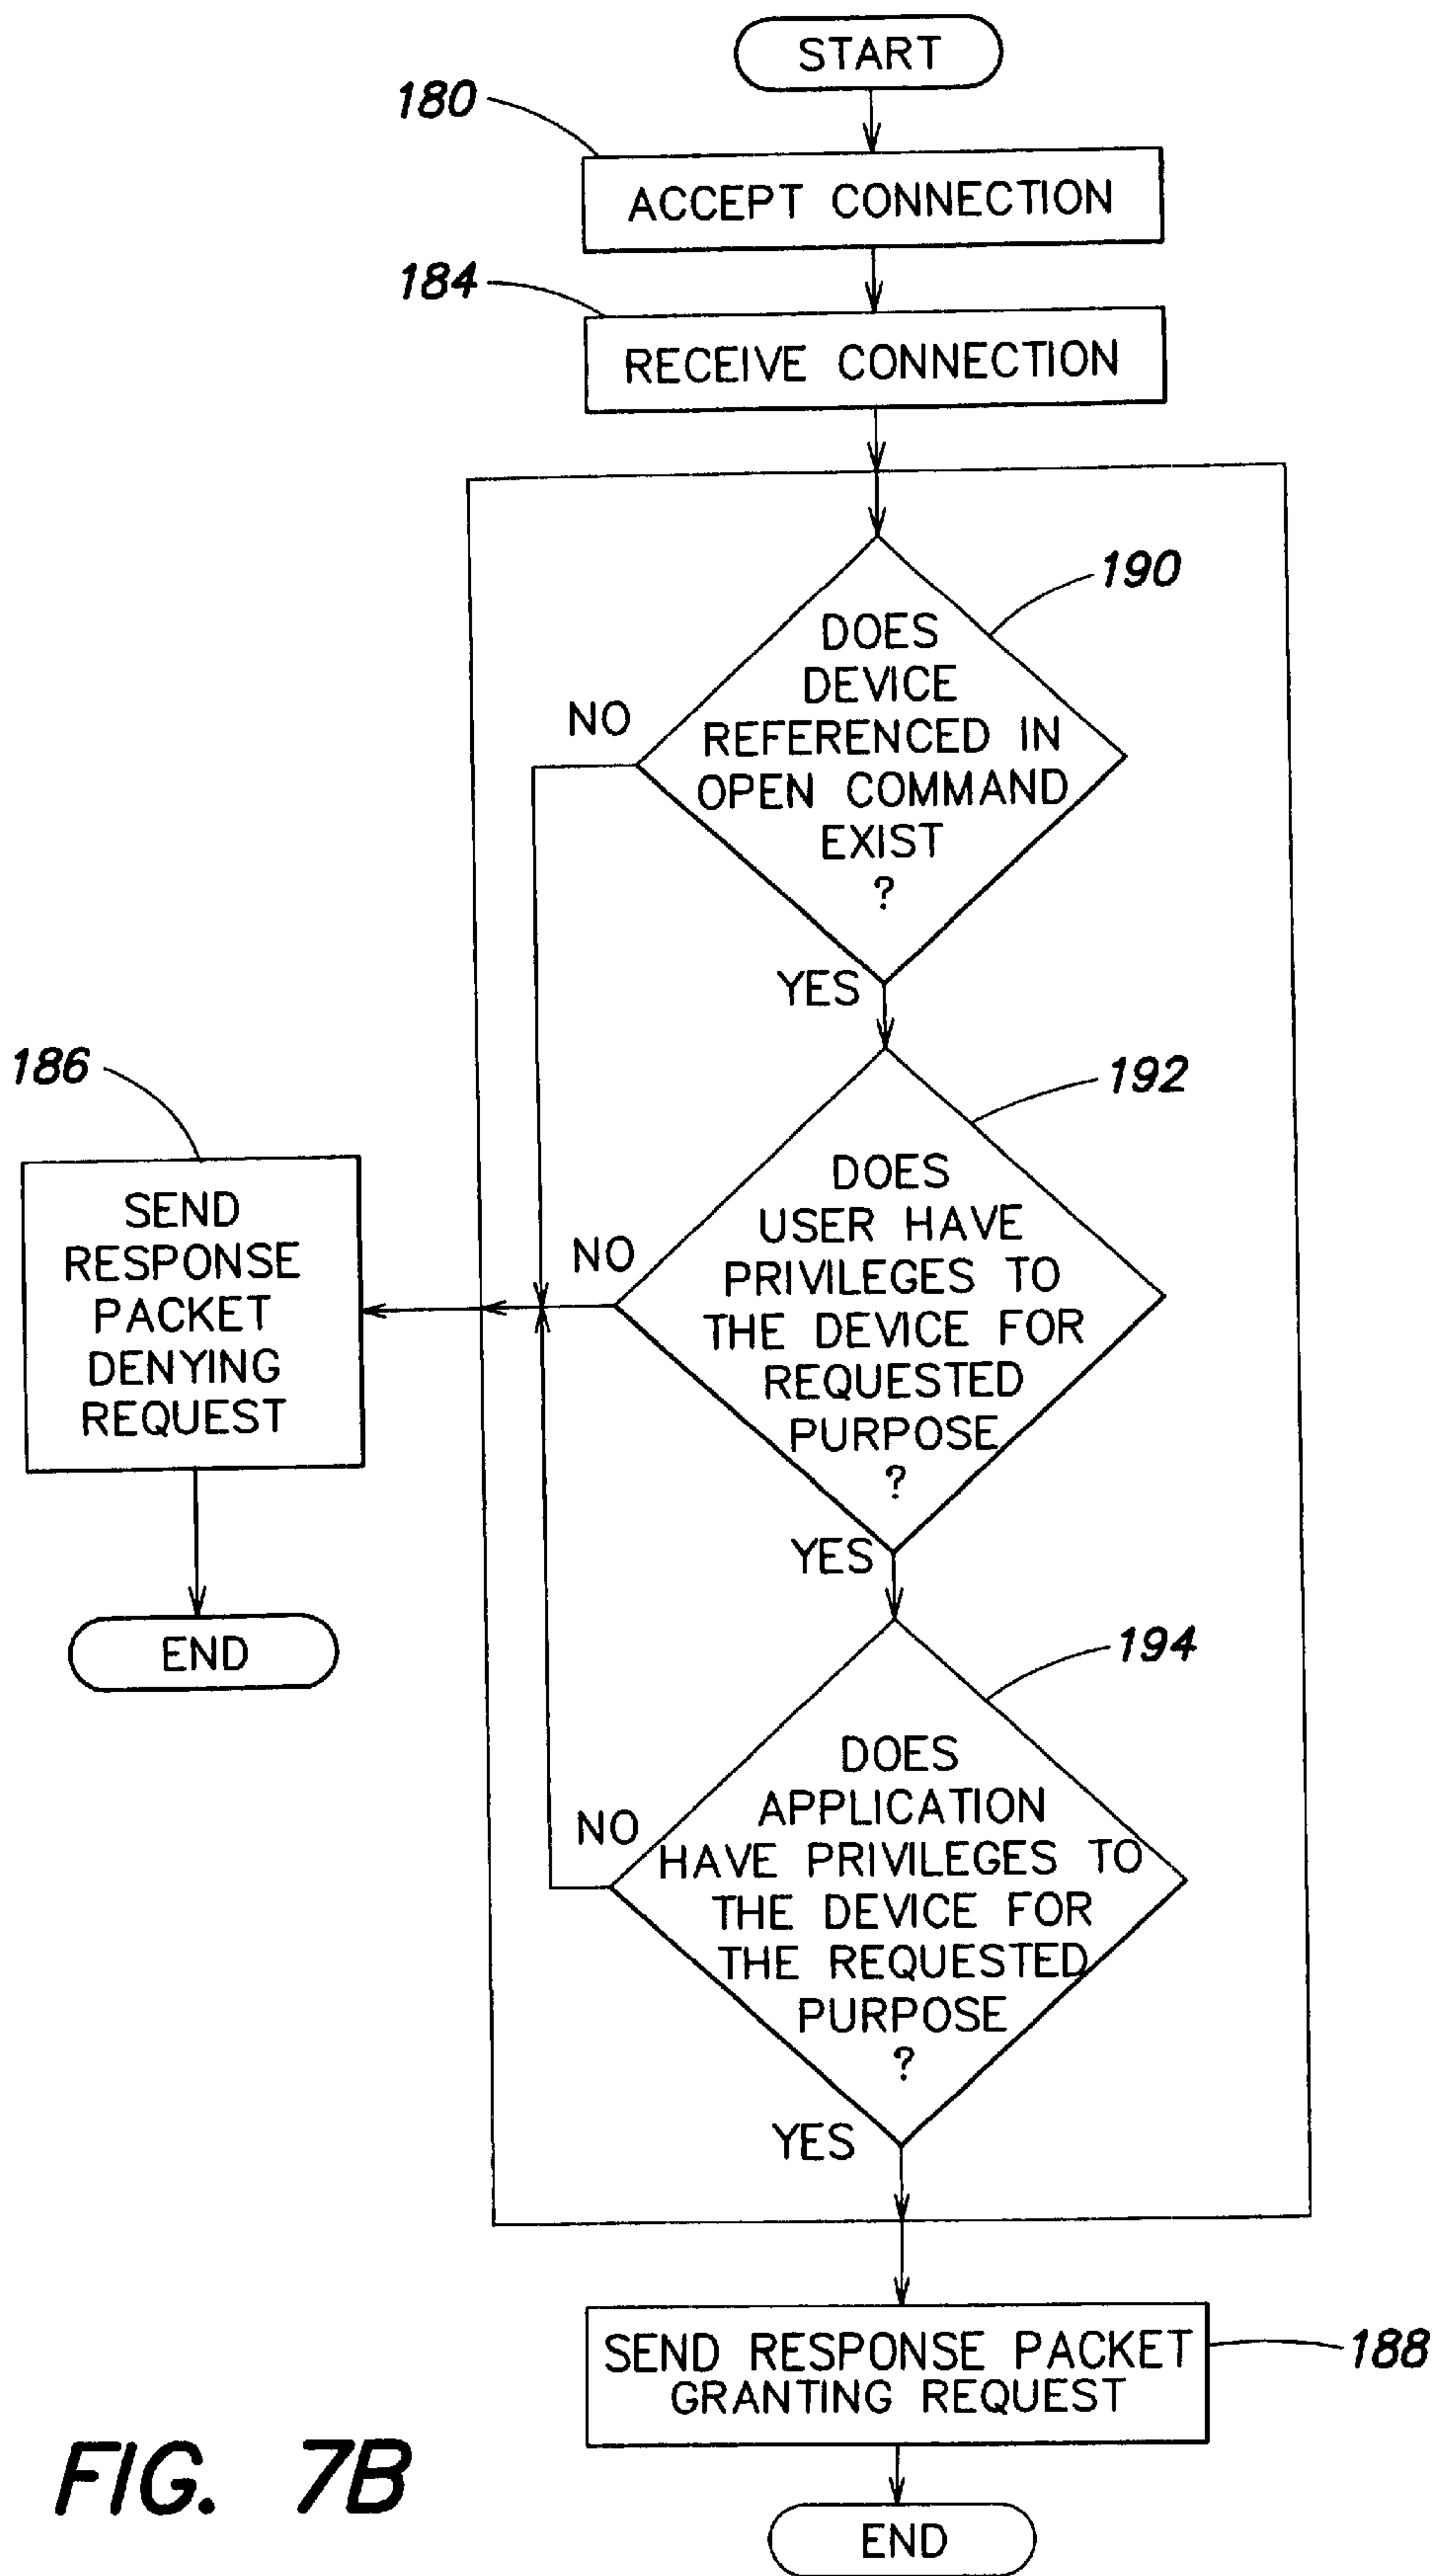 START
180
ACCEPT CONNECTION
184
RECEIVE CONNECTION
190
DOES
DEVICE
REFERENCED IN
OPEN COMMAND
EXIST
?
NO
YES
186
SEND
RESPONSE
PACKET
DENYING
REQUEST
END
192
DOES
USER HAVE
PRIVILEGES TO
THE DEVICE FOR
REQUESTED
PURPOSE
?
NO
YES
194
DOES
APPLICATION
HAVE PRIVILEGES TO
THE DEVICE FOR
THE REQUESTED
PURPOSE
?
NO
YES
SEND RESPONSE PACKET
GRANTING REQUEST
188
END
FIG. 7B